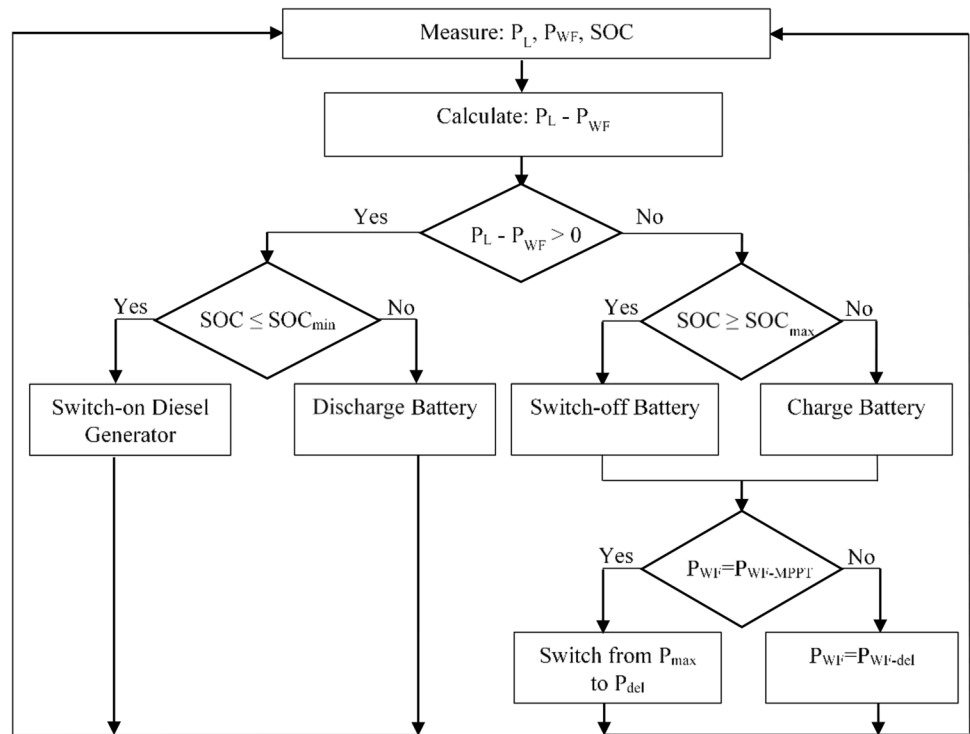 Measure: P_L, P_WF, SOC
Calculate: P_L - P_WF
P_L - P_WF > 0
Yes
No
SOC ≤ SOC_min
Yes
No
SOC ≥ SOC_max
Yes
No
Switch-on Diesel
Generator
Discharge Battery
Switch-off Battery
Charge Battery
P_WF=P_WF-MPPT
Yes
No
Switch from P_max
to P_del
P_WF=P_WF-del